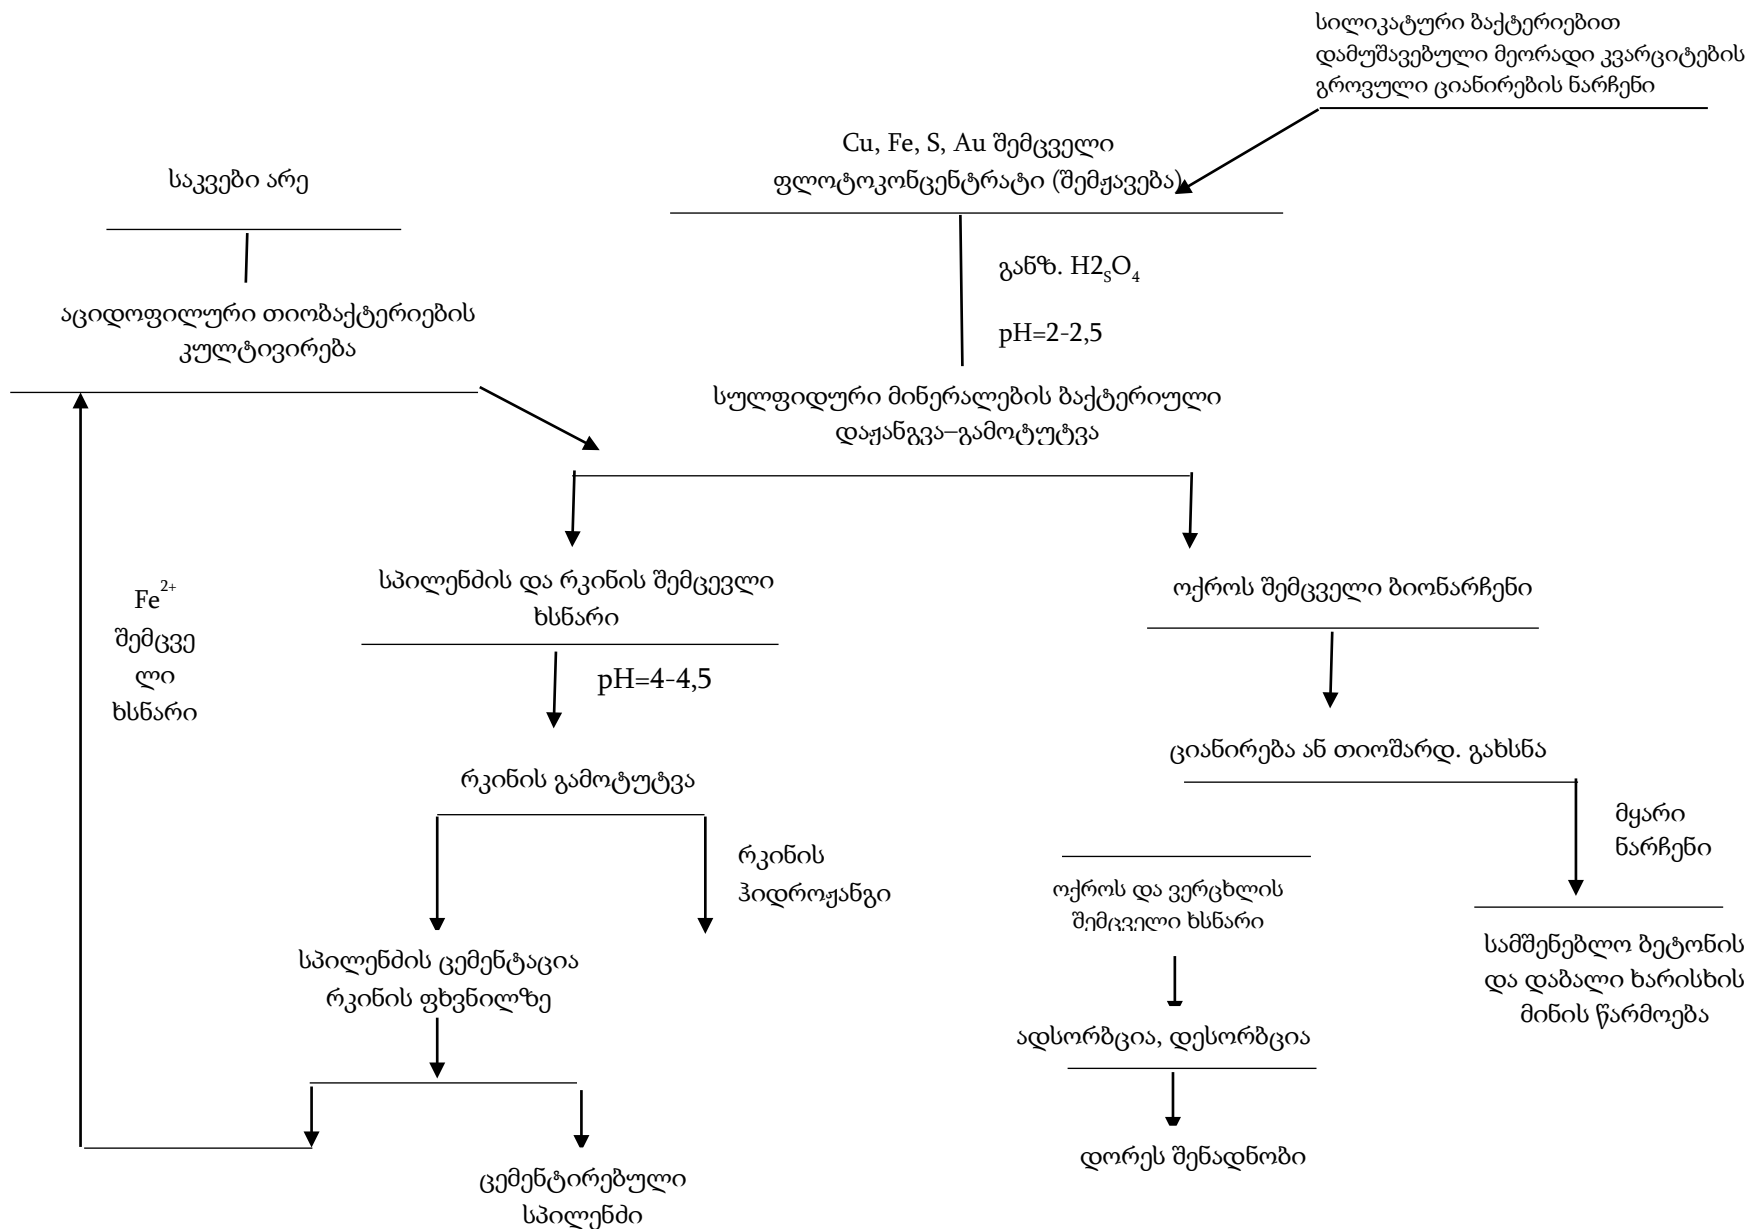 სილიკატური ბაქტერიებით
დამუშავებული მეორადი კვარციტების
გროვული ციანირების ნარჩენი
Cu, Fe, S, Au შემცველი
ფლოტოკონცენტრატი (შემჟავება)
საკვები არე
განზ. H2SO4
pH=2-2,5
აციდოფილური თიობაქტერიების
კულტივირება
სულფიდური მინერალების ბაქტერიული
დაჟანგვა–გამოტუტვა
Fe2+
შემცვე
ლი
ხსნარი
სპილენძის და რკინის შემცევლი
ხსნარი
pH=4-4,5
ოქროს შემცველი ბიონარჩენი
რკინის გამოტუტვა
ციანირება ან თიოშარდ. გახსნა
რკინის
ჰიდროჟანგი
მყარი
ნარჩენი
ოქროს და ვერცხლის
შემცველი ხსნარი
სპილენძის ცემენტაცია
რკინის ფხვნილზე
სამშენებლო ბეტონის
და დაბალი ხარისხის
მინის წარმოება
ადსორბცია, დესორბცია
დორეს შენადნობი
ცემენტირებული
სპილენძი